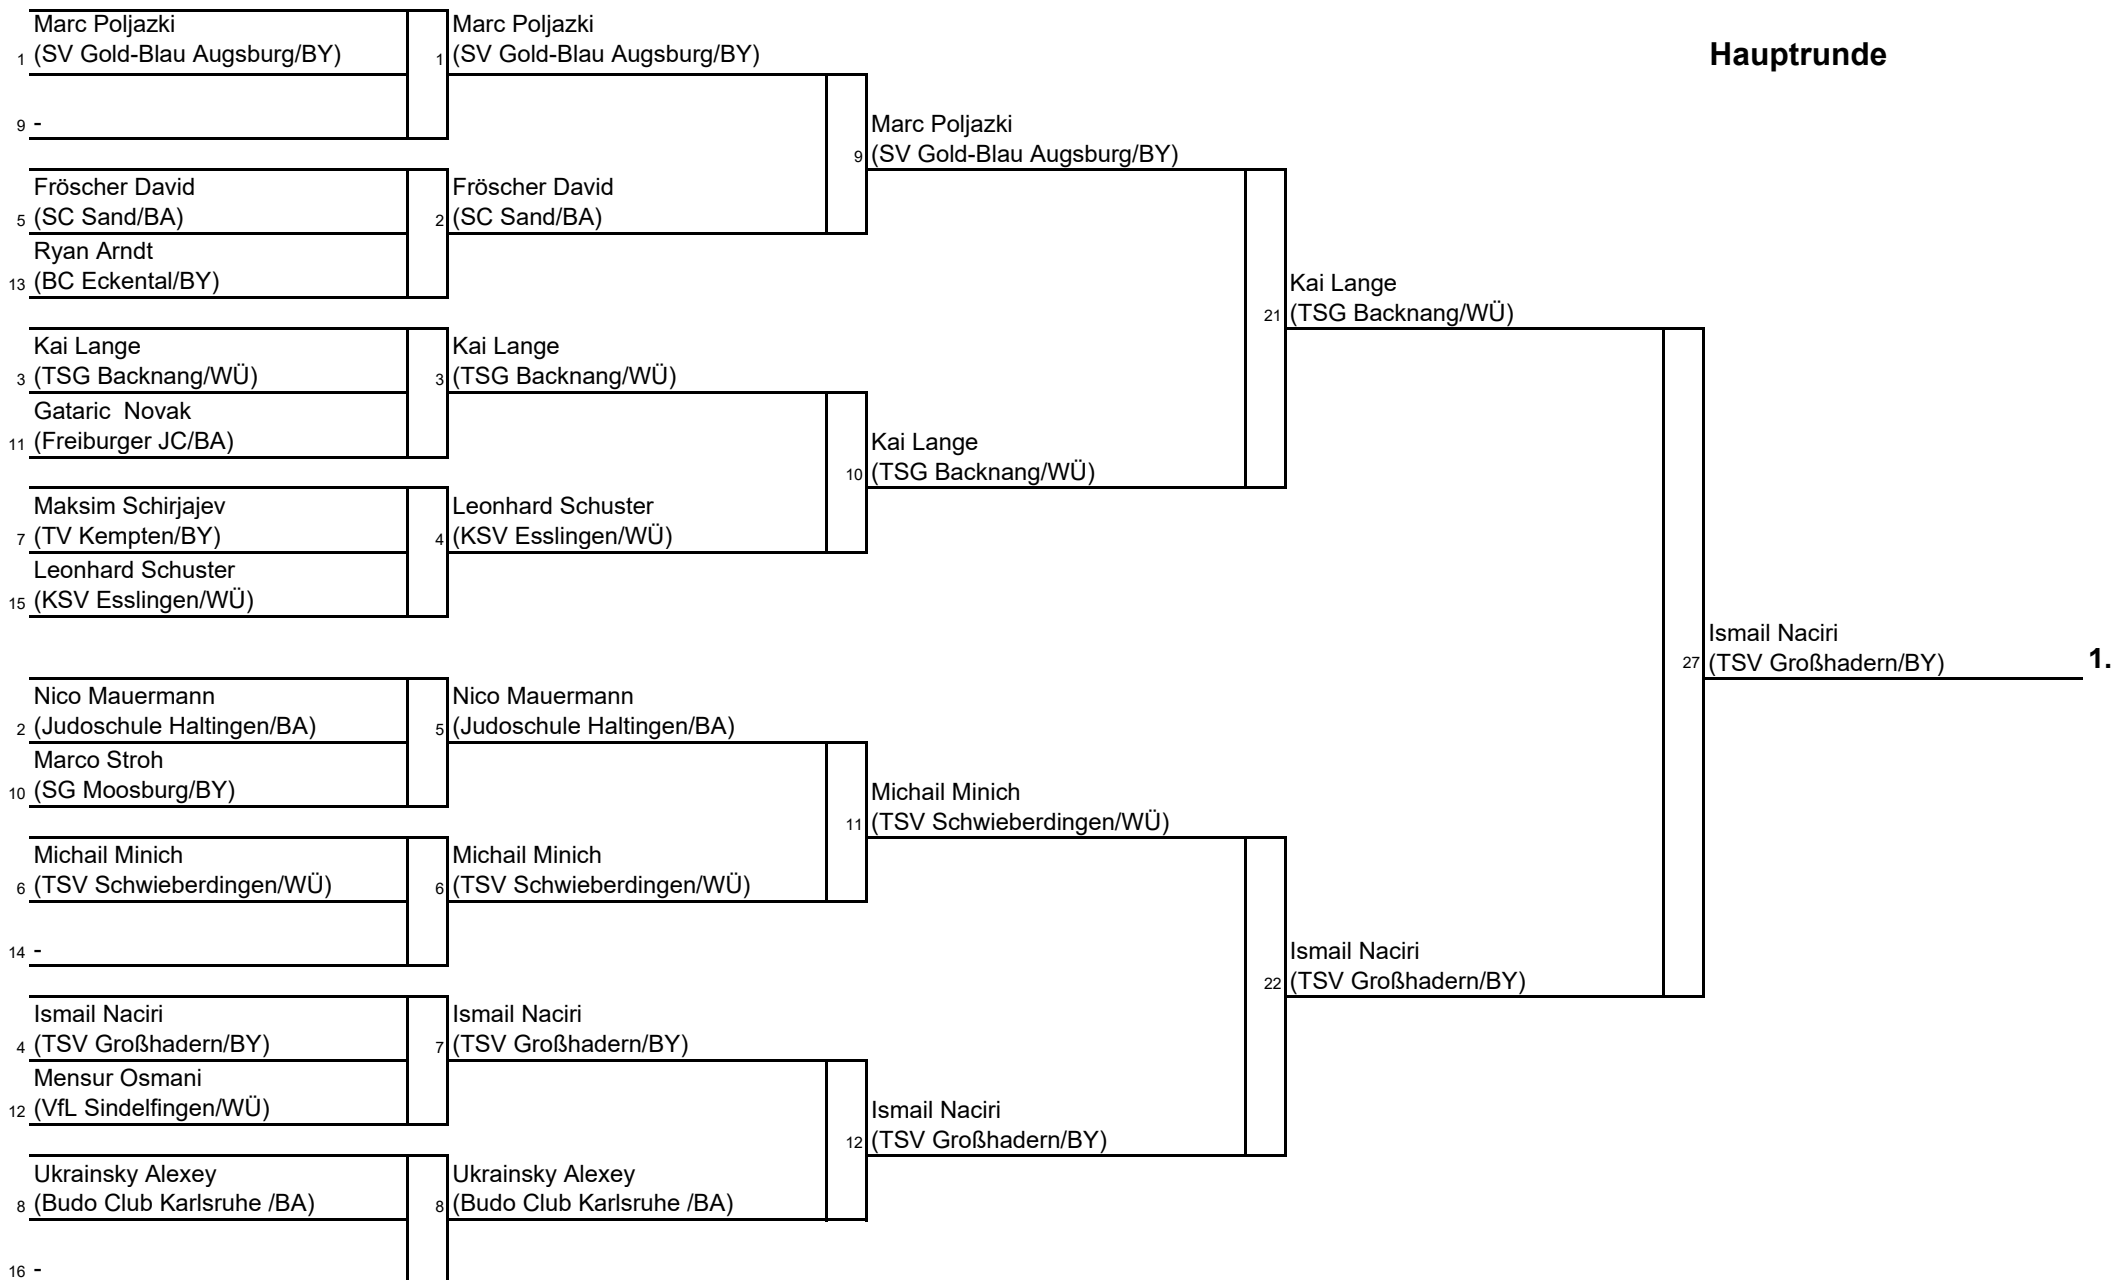 Hauptrunde
Marc Poljazki
1 (SV Gold-Blau Augsburg/BY)
9 -
Fröscher David
5 (SC Sand/BA)
Ryan Arndt
13 (BC Eckental/BY)
Kai Lange
3 (TSG Backnang/WÜ)
Gataric  Novak
11 (Freiburger JC/BA)
Maksim Schirjajev
7 (TV Kempten/BY)
Leonhard Schuster
15 (KSV Esslingen/WÜ)
Nico Mauermann
2 (Judoschule Haltingen/BA)
Marco Stroh
10 (SG Moosburg/BY)
Michail Minich
6 (TSV Schwieberdingen/WÜ)
14 -
Ismail Naciri
4 (TSV Großhadern/BY)
Mensur Osmani
12 (VfL Sindelfingen/WÜ)
Ukrainsky Alexey
8 (Budo Club Karlsruhe /BA)
16 -
Marc Poljazki
1 (SV Gold-Blau Augsburg/BY)
Fröscher David
2 (SC Sand/BA)
Kai Lange
3 (TSG Backnang/WÜ)
Leonhard Schuster
4 (KSV Esslingen/WÜ)
Nico Mauermann
5 (Judoschule Haltingen/BA)
Michail Minich
6 (TSV Schwieberdingen/WÜ)
Ismail Naciri
7 (TSV Großhadern/BY)
Ukrainsky Alexey
8 (Budo Club Karlsruhe /BA)
Marc Poljazki
9 (SV Gold-Blau Augsburg/BY)
Kai Lange
10 (TSG Backnang/WÜ)
Michail Minich
11 (TSV Schwieberdingen/WÜ)
Ismail Naciri
12 (TSV Großhadern/BY)
Kai Lange
21 (TSG Backnang/WÜ)
Ismail Naciri
22 (TSV Großhadern/BY)
Ismail Naciri
27 (TSV Großhadern/BY) 1.